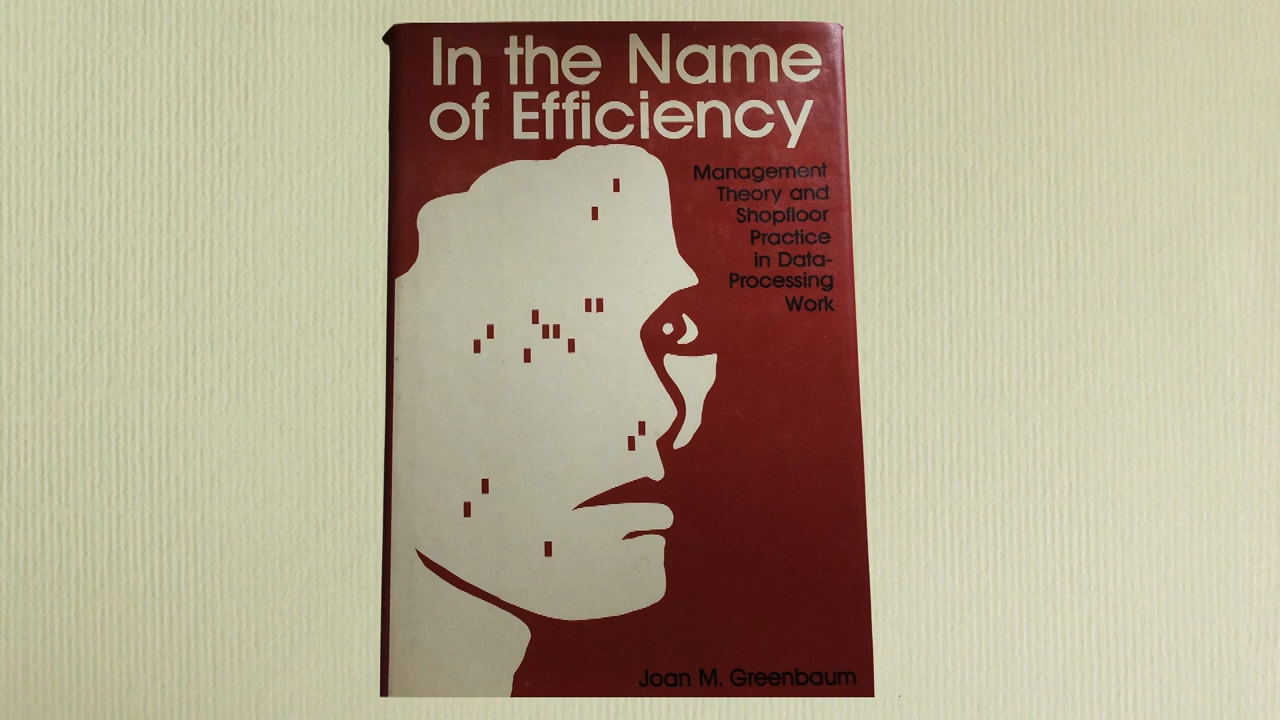 In the Name
of Efficiency
Management
Theory and
Shopfloor
Practice
in Data-
Processing
Work
Joan M. Greenbaum